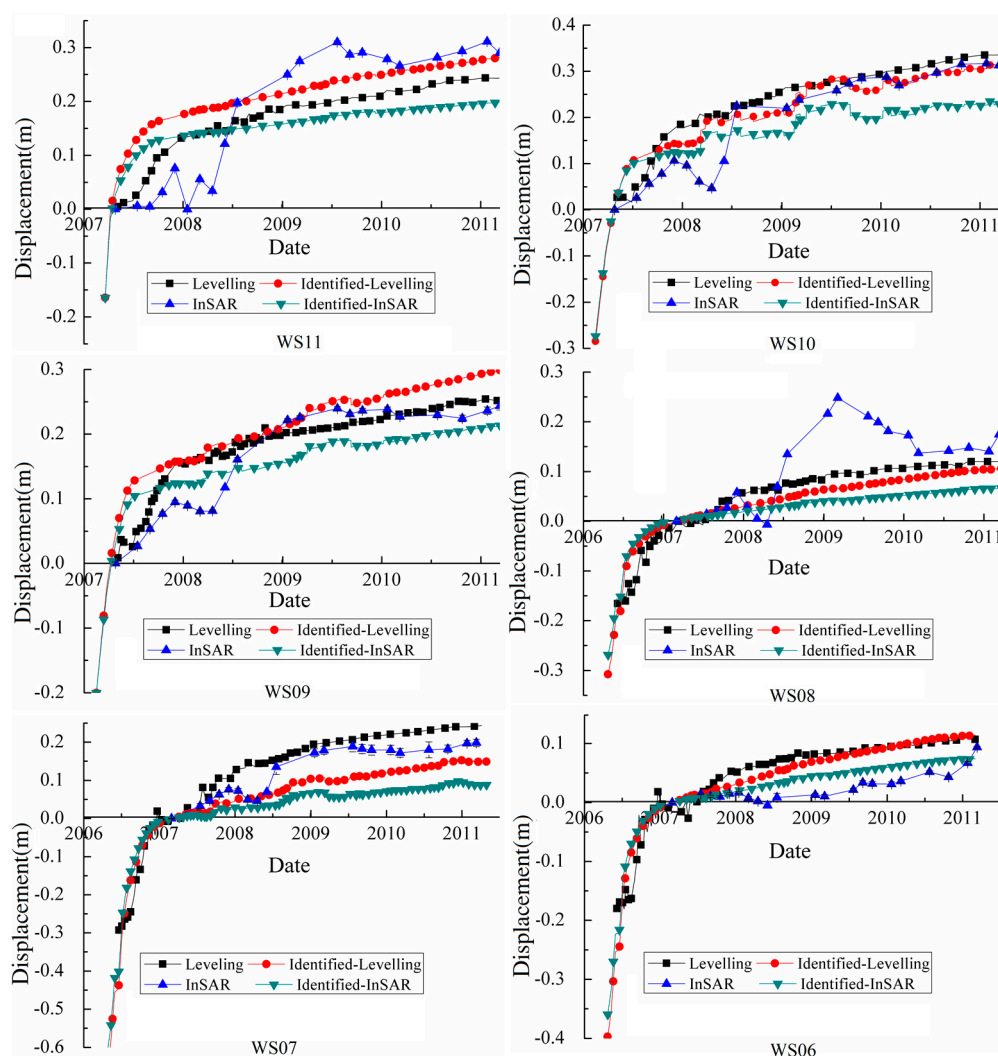 Displacement(m)
0.3
0.2
0.1
0.0
-0.1
-0.2
2007 2008 2009 2010 2011
Date
Levelling Identified-Levelling
InSAR Identified-InSAR
WS11
Displacement(m)
0.4
0.3
0.2
0.1
0.0
-0.1
-0.2
-0.3
2007 2008 2009 2010 2011
Date
Levelling Identified-Levelling
InSAR Identified-InSAR
WS10
Displacement(m)
0.3
0.2
0.1
0.0
-0.1
-0.2
2007 2008 2009 2010 2011
Date
Levelling Identified-Levelling
InSAR Identified-InSAR
WS09
Displacement(m)
0.3
0.2
0.1
0.0
-0.1
-0.2
-0.3
2006 2007 2008 2009 2010 2011
Date
Levelling Identified-Levelling
InSAR Identified-InSAR
WS08
Displacement(m)
0.2
0.1
0.0
-0.1
-0.2
-0.3
-0.4
-0.5
-0.6
2006 2007 2008 2009 2010 2011
Date
Leveling Identified-Levelling
InSAR Identified-InSAR
WS07
Displacement(m)
0.1
0.0
-0.1
-0.2
-0.3
-0.4
2006 2007 2008 2009 2010 2011
Date
Levelling Identified-Levelling
InSAR Identified-InSAR
WS06